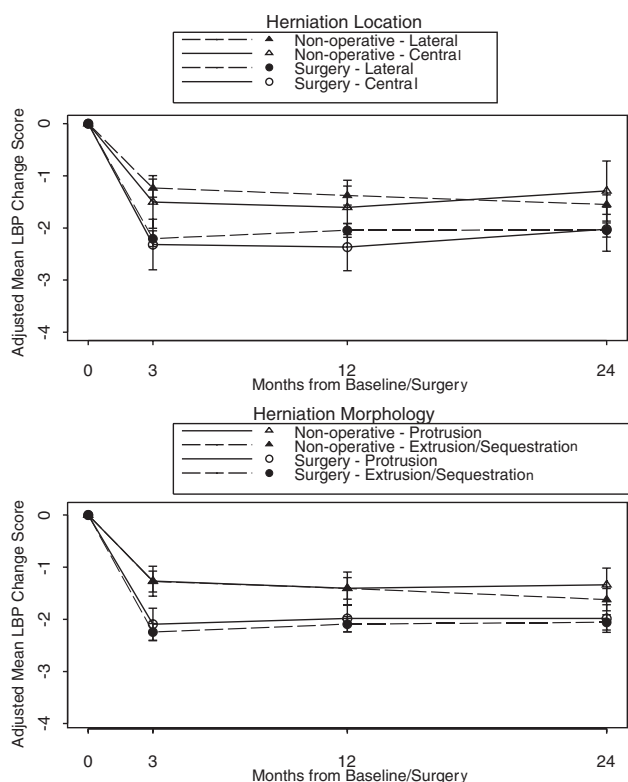 Herniation Location
Non-operative - Lateral
Non-operative - Central
Surgery - Lateral
Surgery - Central
Adjusted Mean LBP Change Score
0
-1
-2
-3
-4
0 3 12 24
Months from Baseline/Surgery
Herniation Morphology
Non-operative - Protrusion
Non-operative - Extrusion/Sequestration
Surgery - Protrusion
Surgery - Extrusion/Sequestration
Adjusted Mean LBP Change Score
0
-1
-2
-3
-4
0 3 12 24
Months from Baseline/Surgery